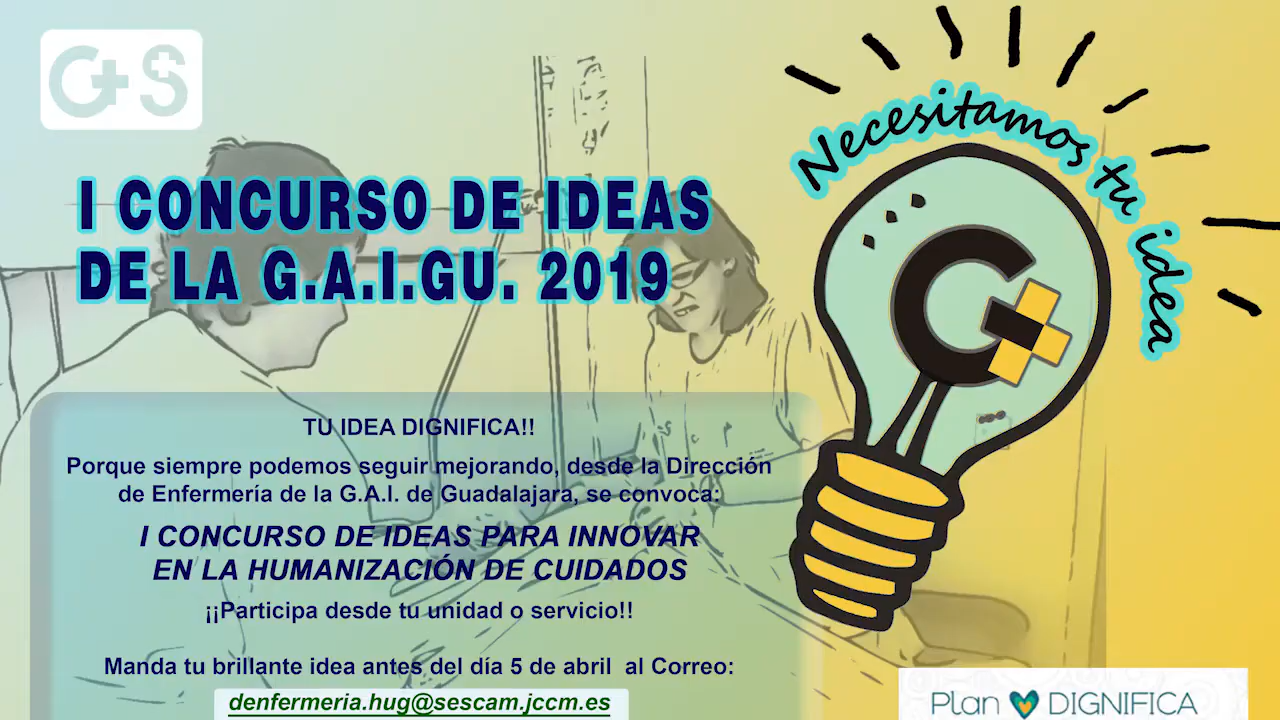 G+S
I CONCURSO DE IDEAS
DE LA G.A.I.GU. 2019
Necesitamos tu idea
TU IDEA DIGNIFICA!!
Porque siempre podemos seguir mejorando, desde la Dirección
de Enfermería de la G.A.I. de Guadalajara, se convoca:
I CONCURSO DE IDEAS PARA INNOVAR
EN LA HUMANIZACIÓN DE CUIDADOS
¡¡Participa desde tu unidad o servicio!!
Manda tu brillante idea antes del día 5 de abril al Correo:
denfermeria.hug@sescam.jccm.es
Plan DIGNIFICA